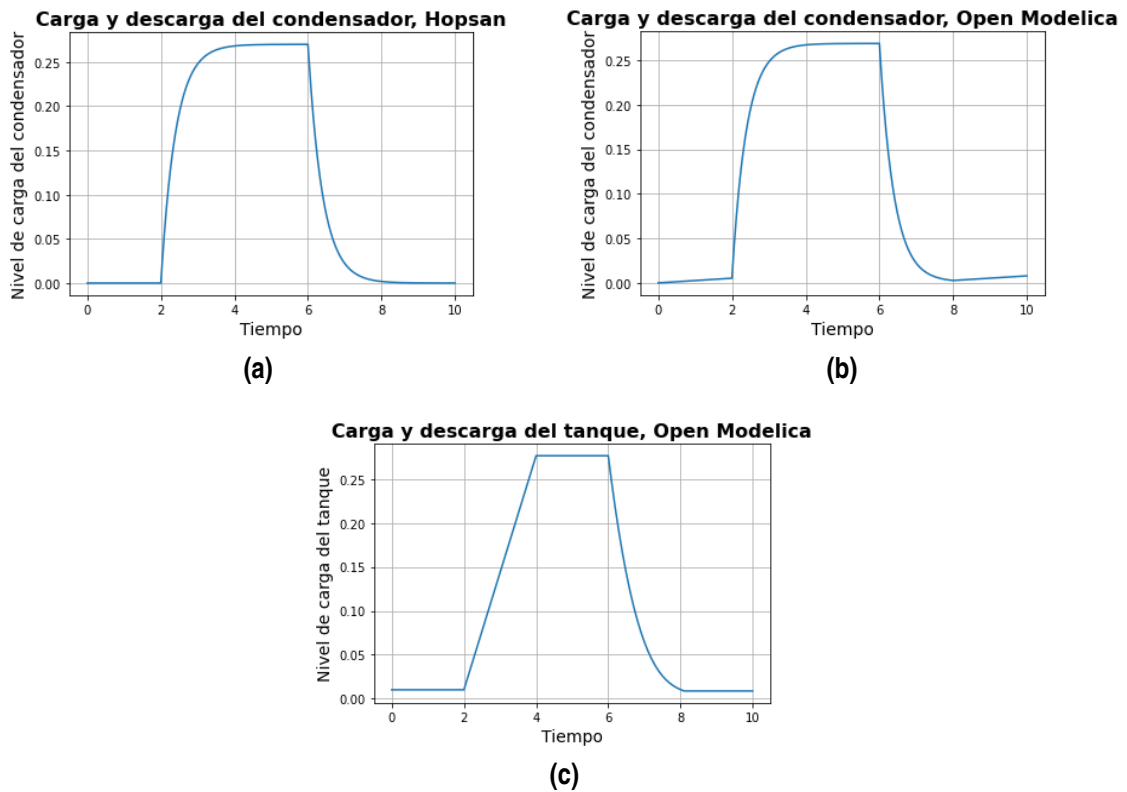 Carga y descarga del condensador, Hopsan
Nivel de carga del condensador
0.25
0.20
0.15
0.10
0.05
0.00
0 2 4 6 8 10
Tiempo
(a)
Carga y descarga del condensador, Open Modelica
Nivel de carga del condensador
0.25
0.20
0.15
0.10
0.05
0.00
0 2 4 6 8 10
Tiempo
(b)
Carga y descarga del tanque, Open Modelica
Nivel de carga del tanque
0.25
0.20
0.15
0.10
0.05
0.00
0 2 4 6 8 10
Tiempo
(c)